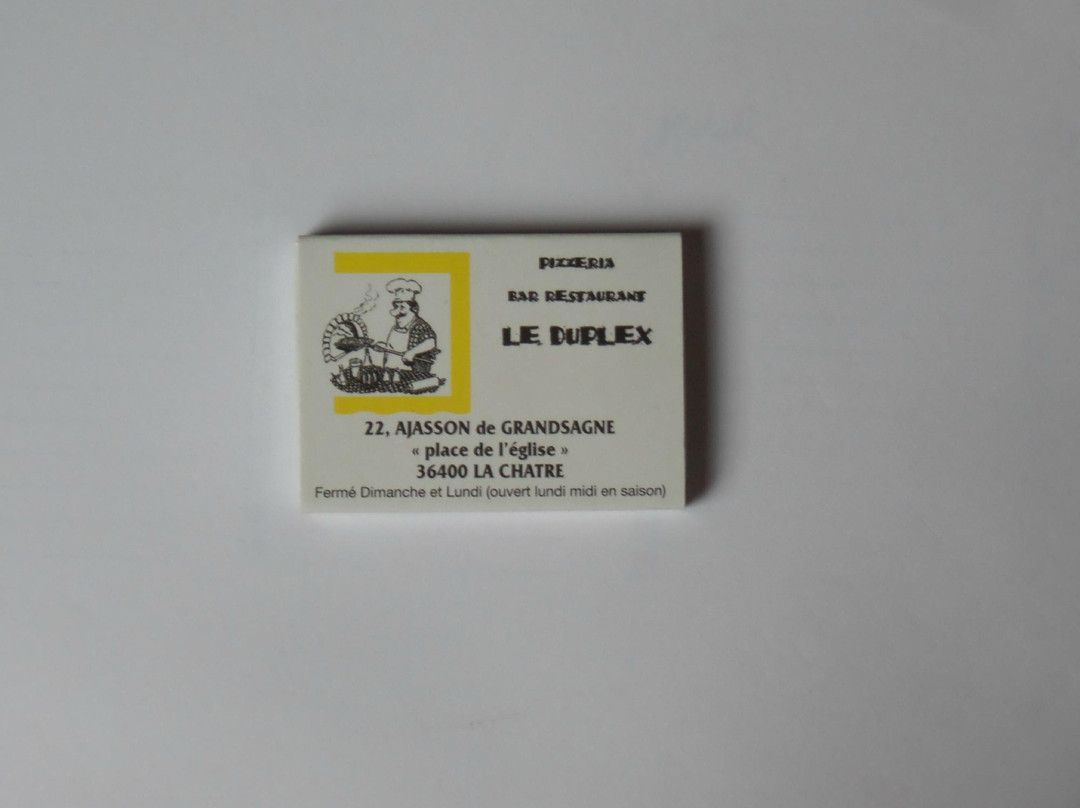 PIZZERIA
BAR RESTAURANT
LE DUPLEX
22, AJASSON de GRANDSAGNE
« place de l'église »
36400 LA CHATRE
Fermé Dimanche et Lundi (ouvert lundi midi en saison)